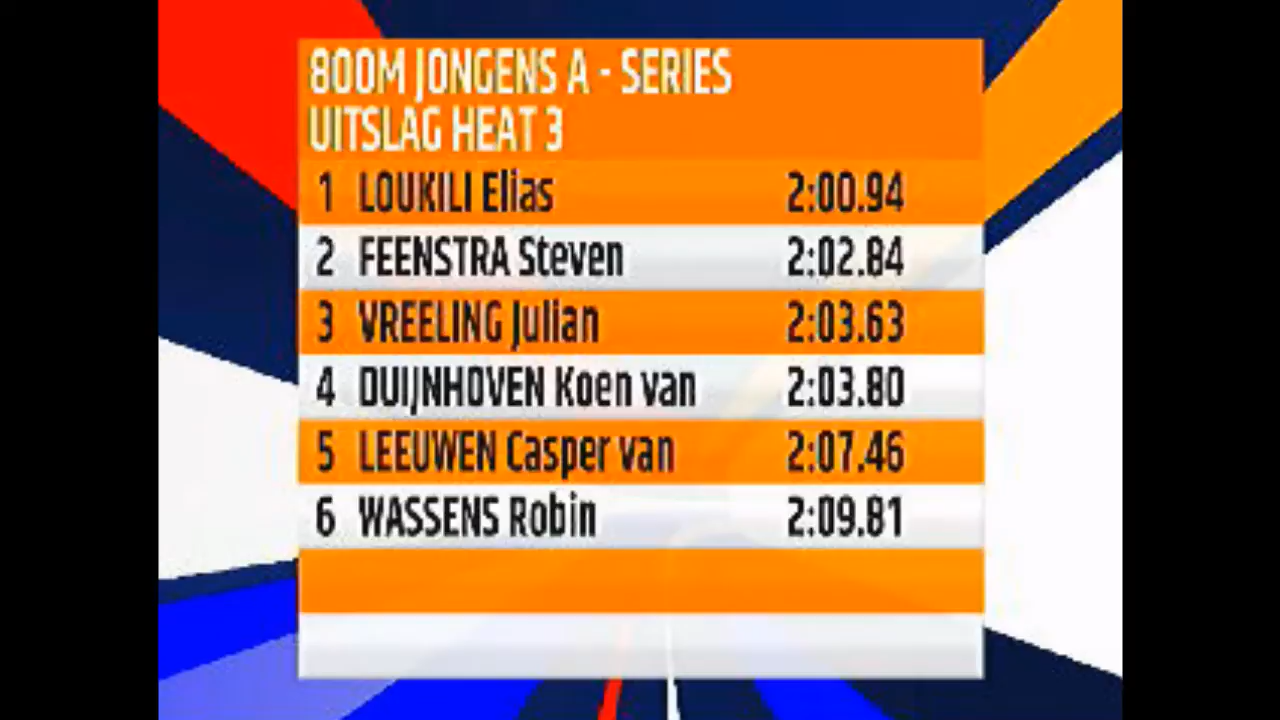 800M JONGENS A - SERIES
UITSLAG HEAT 3
1 LOUKILI Elias 2:00.94
2 FEENSTRA Steven 2:02.84
3 VREELING Julian 2:03.63
4 DUIJNHOVEN Koen van 2:03.80
5 LEEUWEN Casper van 2:07.46
6 WASSENS Robin 2:09.81